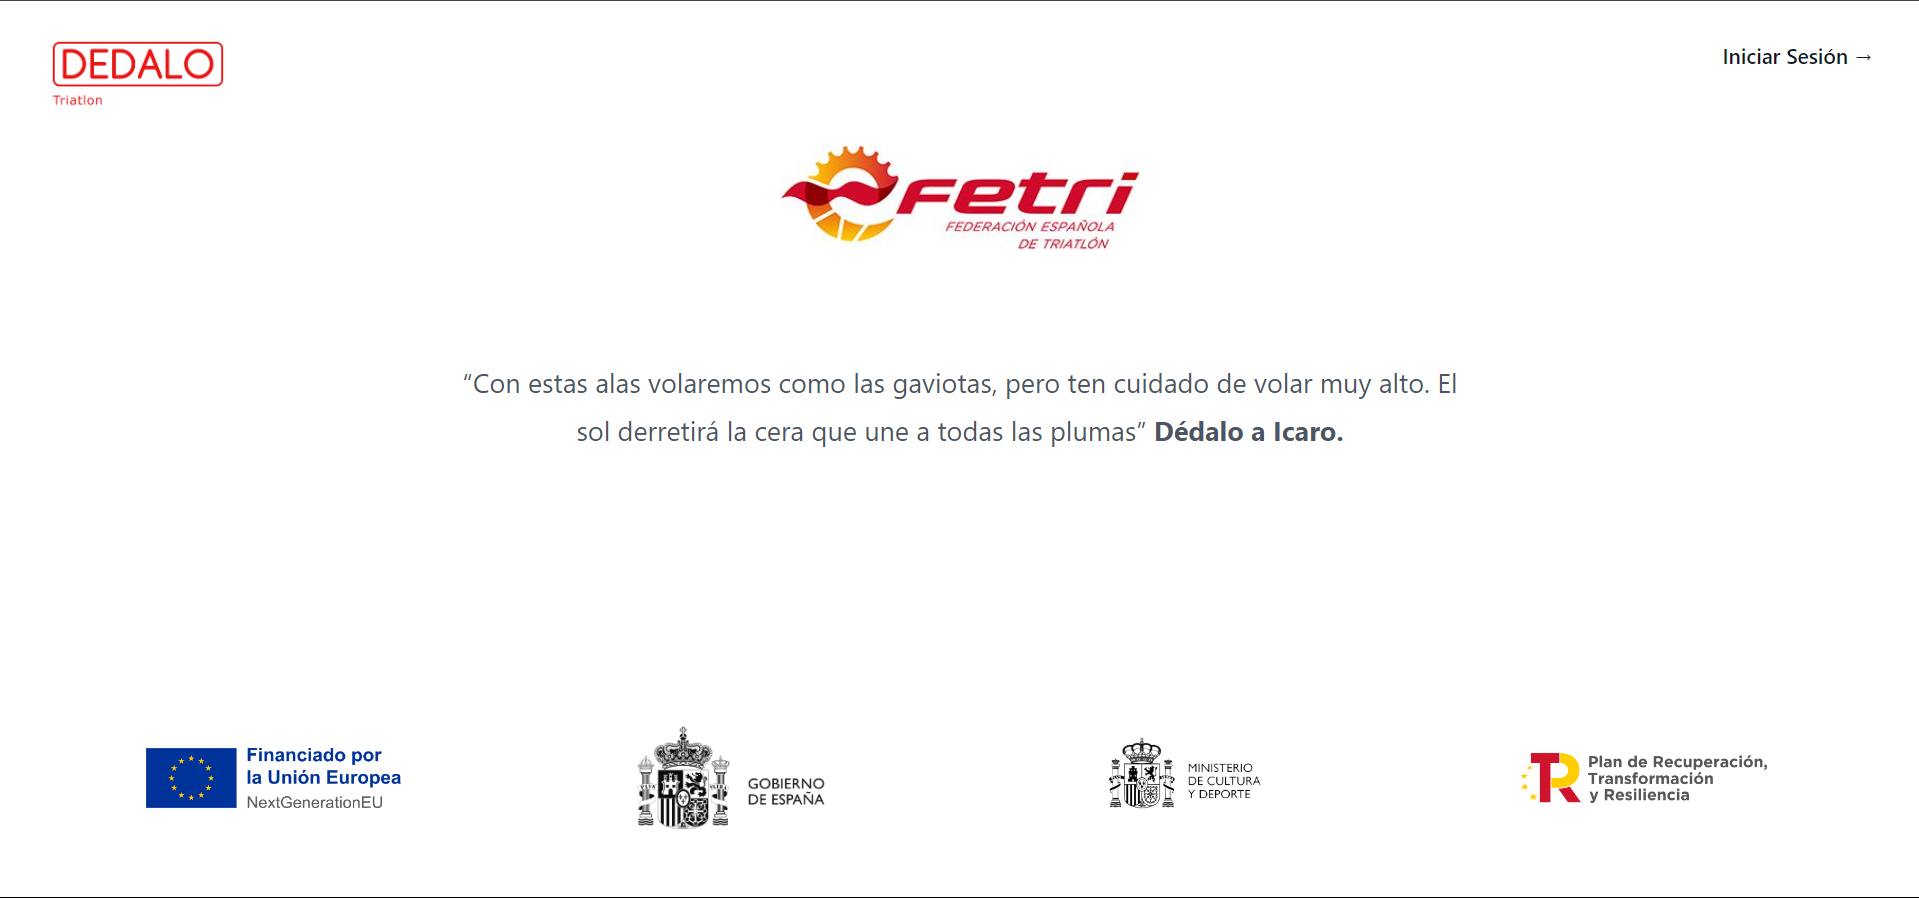 DEDALO
Triatlon
Iniciar Sesión →
fetri
FEDERACIÓN ESPAÑOLA
DE TRIATLÓN
“Con estas alas volaremos como las gaviotas, pero ten cuidado de volar muy alto. El
sol derretirá la cera que une a todas las plumas” Dédalo a Icaro.
Financiado por
la Unión Europea
NextGenerationEU
GOBIERNO
DE ESPAÑA
MINISTERIO
DE CULTURA
Y DEPORTE
Plan de Recuperación,
Transformación
y Resiliencia